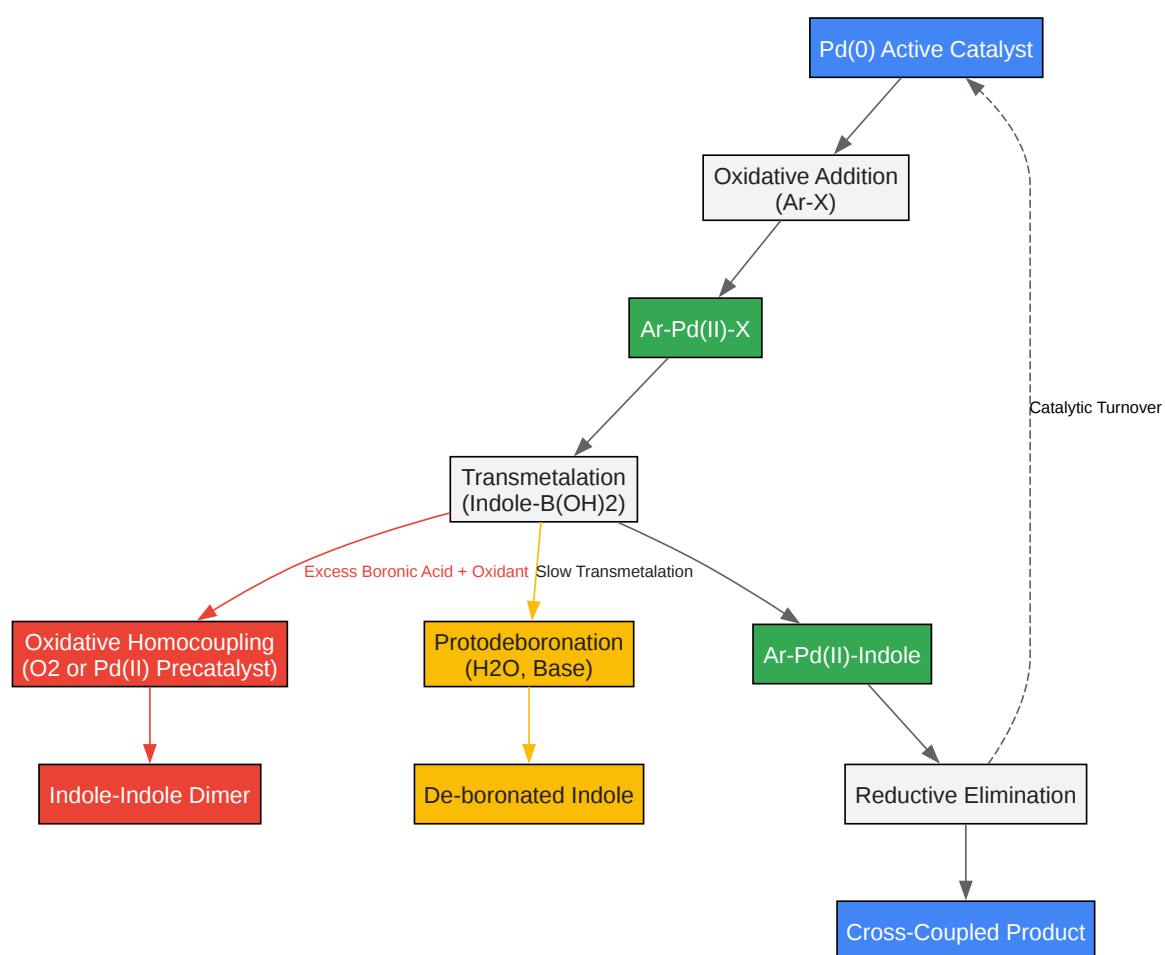 Pd(0) Active Catalyst
Oxidative Addition
(Ar-X)
Ar-Pd(II)-X
Catalytic Turnover
Transmetalation
(Indole-B(OH)2)
Excess Boronic Acid + Oxidant
Slow Transmetalation
Oxidative Homocoupling
(O2 or Pd(II) Precatalyst)
Protodeboronation
(H2O, Base)
Ar-Pd(II)-Indole
Indole-Indole Dimer
De-boronated Indole
Reductive Elimination
Cross-Coupled Product